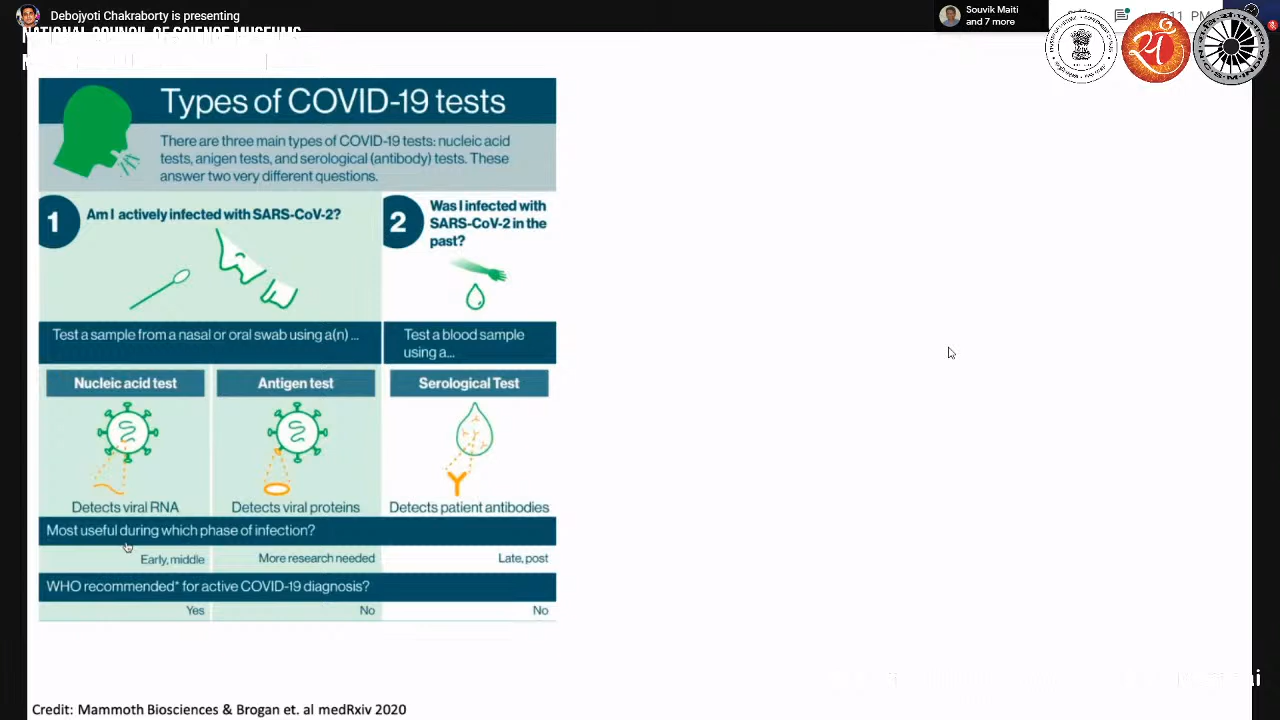 Debojyoti Chakraborty is presenting
Souvik Maiti
and 7 more
NATIONAL COUNCIL OF SCIENCE MUSEUMS
Types of COVID-19 tests
There are three main types of COVID-19 tests: nucleic acid
tests, anigen tests, and serological (antibody) tests. These
answer two very different questions.
1
Am I actively infected with SARS-CoV-2?
2
Was I infected with
SARS-CoV-2 in the
past?
Test a sample from a nasal or oral swab using a(n) ...
Test a blood sample
using a...
Nucleic acid test
Antigen test
Serological Test
Detects viral RNA
Detects viral proteins
Detects patient antibodies
Most useful during which phase of infection?
Early, middle
More research needed
Late, post
WHO recommended* for active COVID-19 diagnosis?
Yes
No
No
Credit: Mammoth Biosciences & Brogan et. al medRxiv 2020